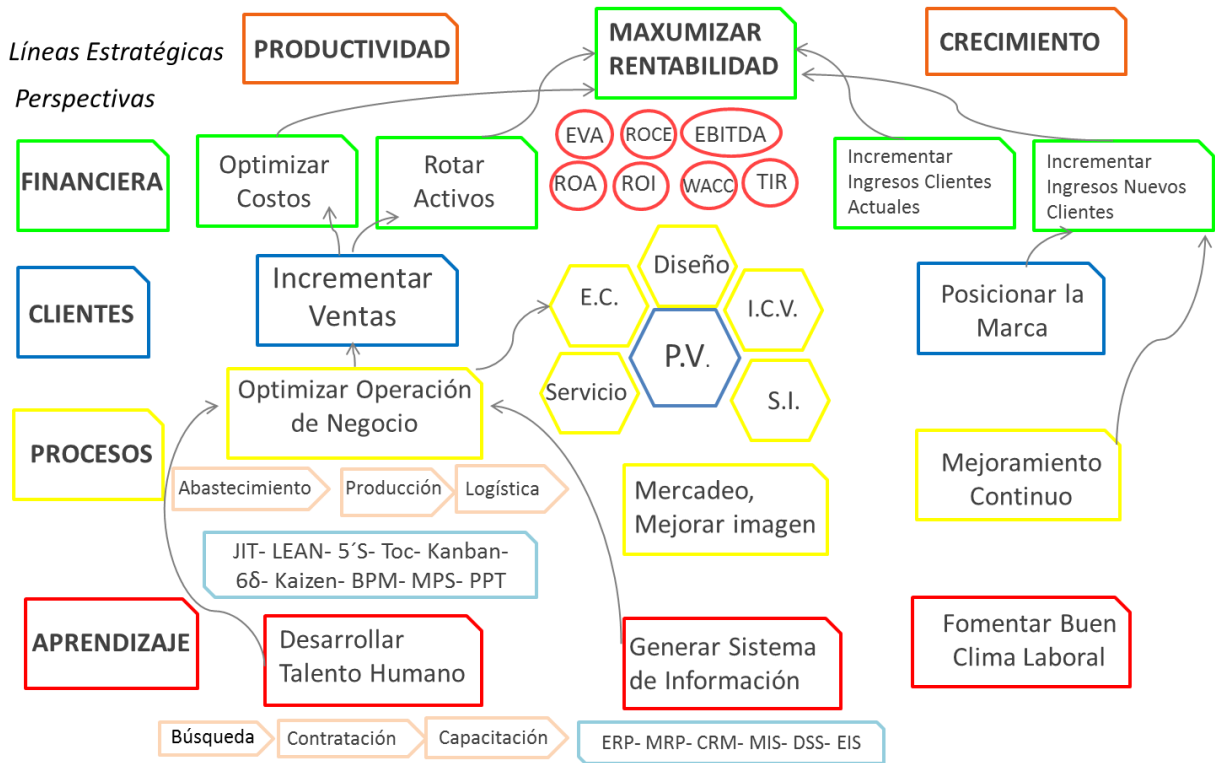 Líneas Estratégicas
PRODUCTIVIDAD
MAXUMIZAR
RENTABILIDAD
CRECIMIENTO
Perspectivas
FINANCIERA
Optimizar
Costos
Rotar
Activos
EVA
ROCE
EBITDA
ROA
ROI
WACC
TIR
Incrementar
Ingresos Clientes
Actuales
Incrementar
Ingresos Nuevos
Clientes
CLIENTES
Incrementar
Ventas
Diseño
E.C.
I.C.V.
P.V.
Servicio
S.I.
Posicionar la
Marca
PROCESOS
Optimizar Operación
de Negocio
Abastecimiento
Producción
Logística
Mercadeo,
Mejorar imagen
Mejoramiento
Continuo
JIT- LEAN- 5´S- Toc- Kanban-
6δ- Kaizen- BPM- MPS- PPT
APRENDIZAJE
Desarrollar
Talento Humano
Generar Sistema
de Información
Fomentar Buen
Clima Laboral
Búsqueda
Contratación
Capacitación
ERP- MRP- CRM- MIS- DSS- EIS